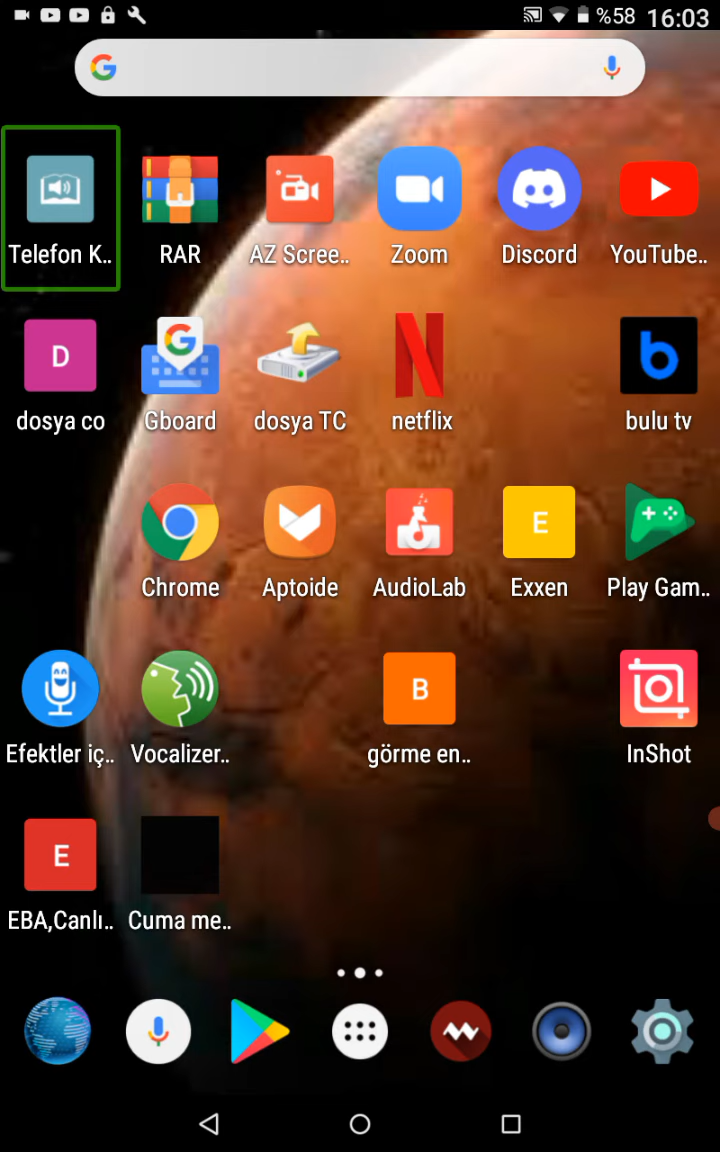 %58 16:03
Telefon K.. RAR AZ Scree.. Zoom Discord YouTube..
D
dosya co Gboard dosya TC netflix bulu tv
E
Chrome Aptoide AudioLab Exxen Play Gam..
B
Efektler iç.. Vocalizer.. görme en.. InShot
E
EBA,Canlı.. Cuma me..